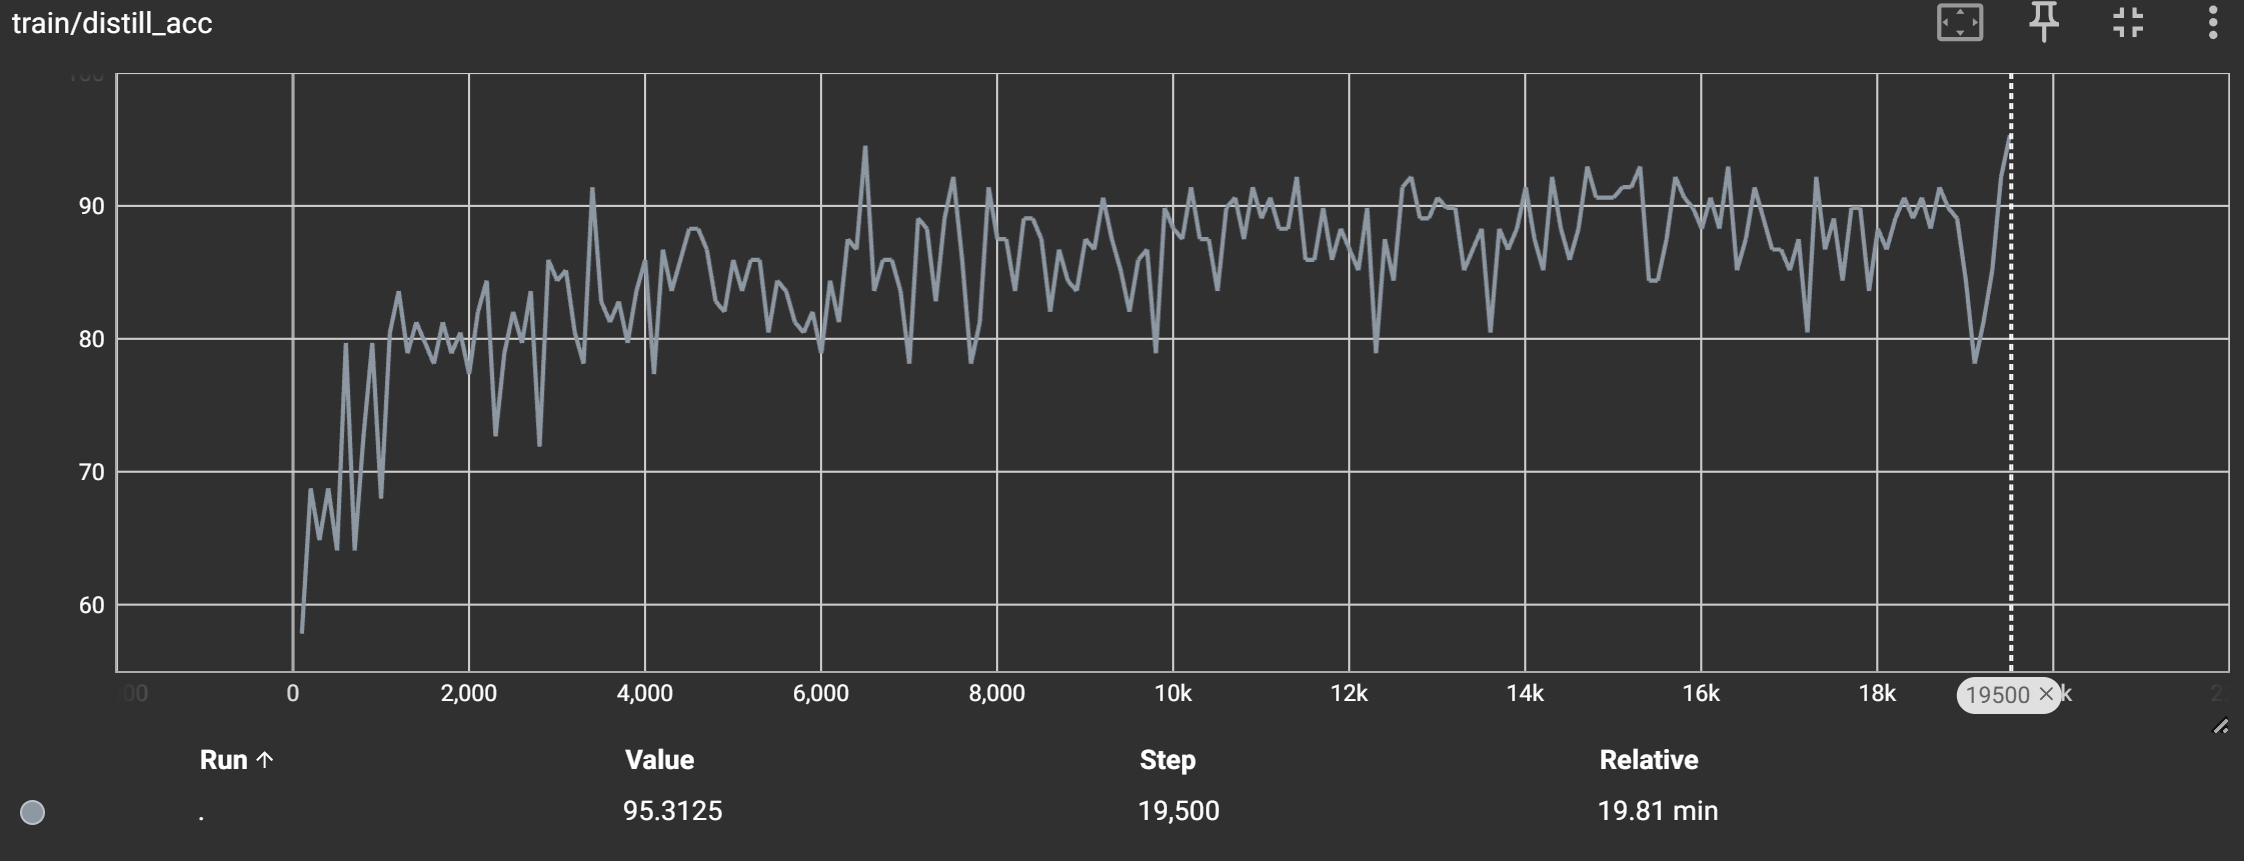 train/distill_acc
100
90
80
70
60
0 2,000 4,000 6,000 8,000 10k 12k 14k 16k 18k 19500 × k
Run ↑ Value Step Relative
. 95.3125 19,500 19.81 min